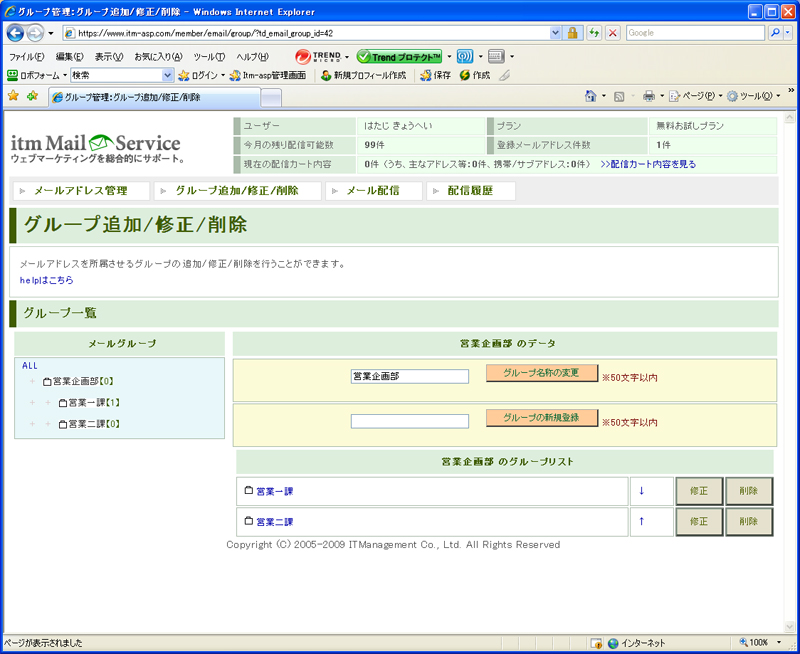 グループ管理:グループ追加/修正/削除 - Windows Internet Explorer
https://www.itm-asp.com/member/email/group/?td_email_group_id=42
Google
ファイル(F) 編集(E) 表示(V) お気に入り(A) ツール(T) ヘルプ(H) TREND MICRO Trend プロテクト™
ロボフォーム 検索 ログイン Itm-asp管理画面 新規プロフィール作成 保存 作成
グループ管理:グループ追加/修正/削除 ページ(P) ツール(O)
itm Mail Service
ウェブマーケティングを総合的にサポート。
ユーザー はたじ きょうへい プラン 無料お試しプラン
今月の残り配信可能数 99件 登録メールアドレス件数 1件
現在の配信カート内容 0件 (うち、主なアドレス等:0件、携帯/サブアドレス:0件) >>配信カート内容を見る
メールアドレス管理 グループ追加/修正/削除 メール配信 配信履歴
グループ追加/修正/削除
メールアドレスを所属させるグループの追加/修正/削除を行うことができます。
helpはこちら
グループ一覧
メールグループ
ALL
+ 営業企画部【0】
+ + 営業一課【1】
+ + 営業二課【0】
営業企画部 のデータ
営業企画部 グループ名称の変更 ※50文字以内
グループの新規登録 ※50文字以内
営業企画部 のグループリスト
営業一課 ↓ 修正 削除
営業二課 ↑ 修正 削除
Copyright (C) 2005-2009 ITManagement Co., Ltd. All Rights Reserved
ページが表示されました インターネット 100%